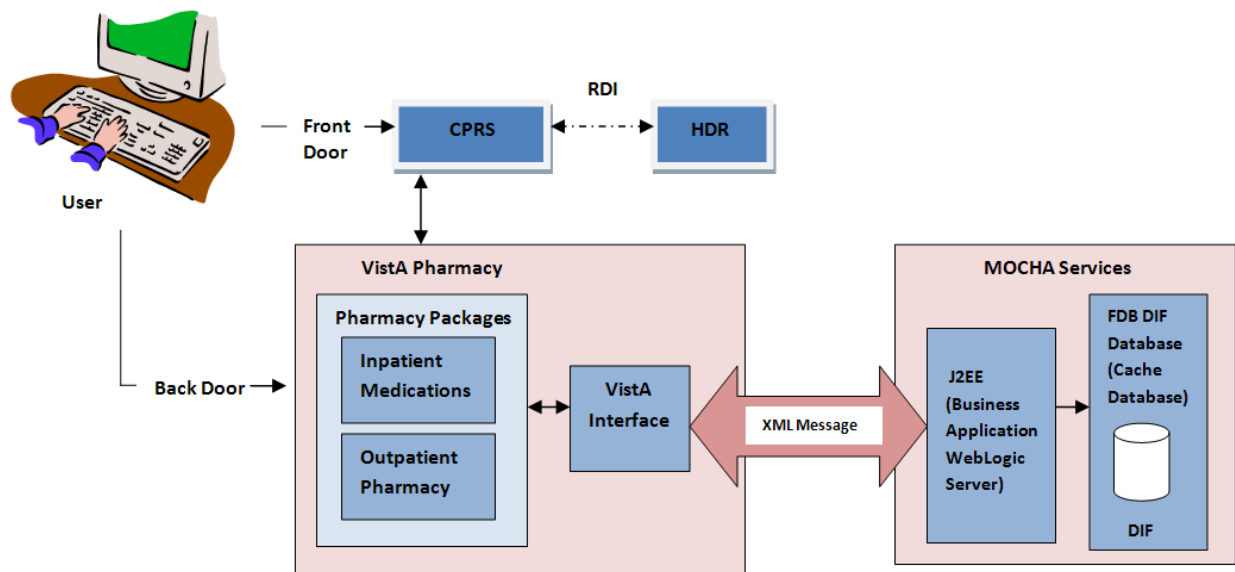 RDI
Front
Door
CPRS
HDR
User
VistA Pharmacy
MOCHA Services
Pharmacy Packages
Inpatient
Medications
Outpatient
Pharmacy
Back Door
VistA
Interface
XML Message
J2EE
(Business
Application
WebLogic
Server)
FDB DIF
Database
(Cache
Database)
DIF